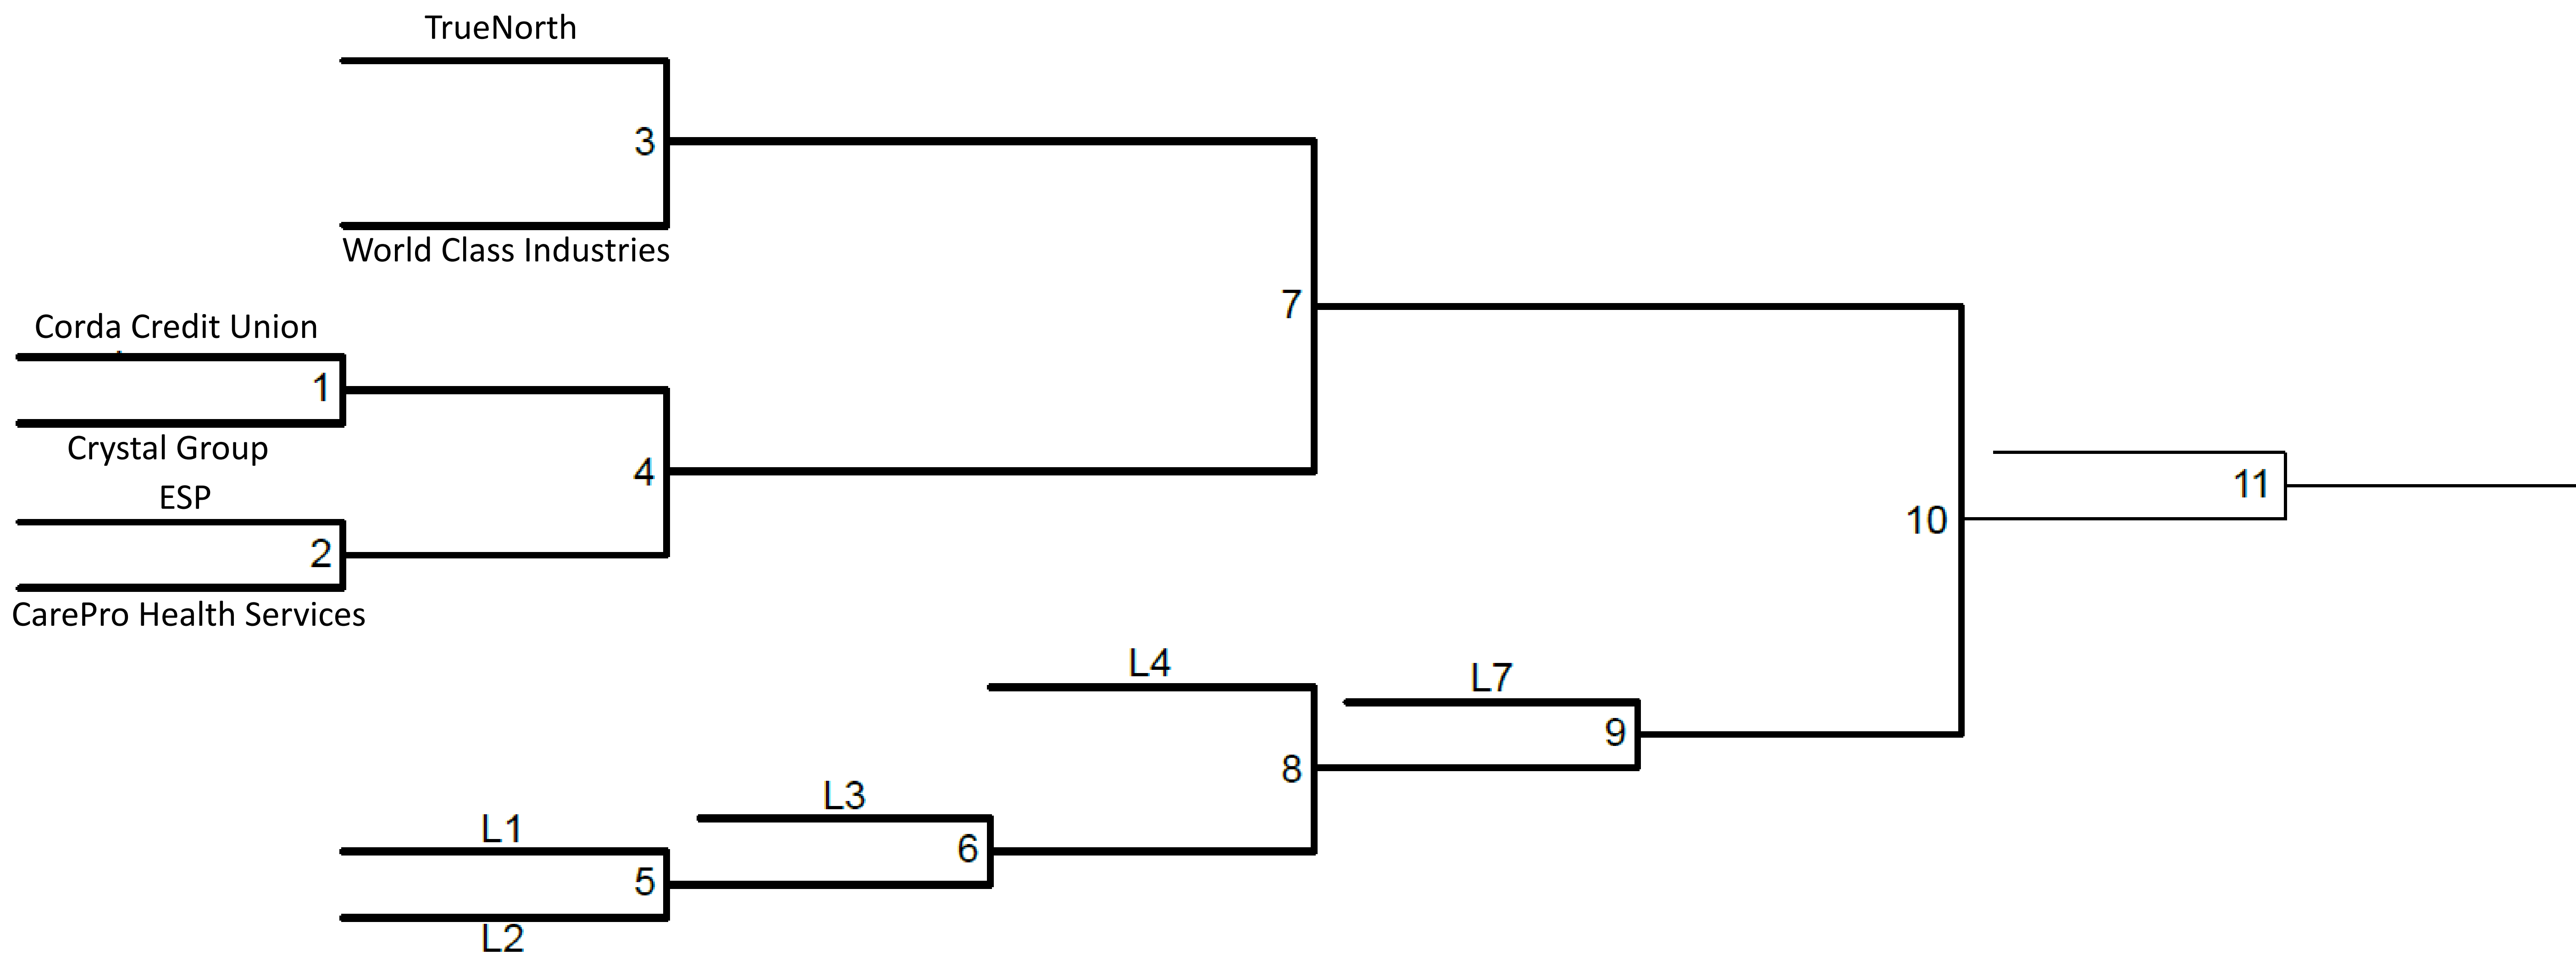 TrueNorth
3
World Class Industries
7
Corda Credit Union
1
Crystal Group
4
ESP
2
CarePro Health Services
11
10
L4
L7
9
8
L3
6
L1
5
L2